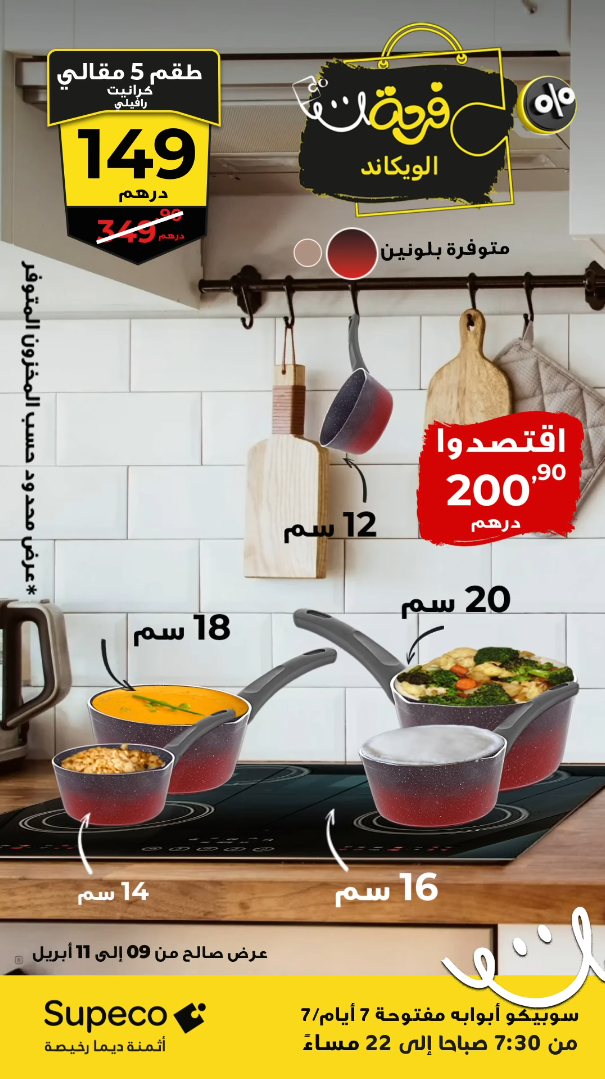 طقم 5 مقالي
كرانيت
رافيلي
149
درهم
349,90
درهم
فرحة
الويكاند
%
متوفرة بلونين
*عرض محدود حسب المخزون المتوفر
اقتصدوا
200,90
درهم
12 سم
20 سم
18 سم
14 سم
16 سم
عرض صالح من 09 إلى 11 أبريل
Supeco
أثمنة ديما رخيصة
سوبيكو أبوابه مفتوحة 7 أيام/7
من 7:30 صباحا إلى 22 مساءً